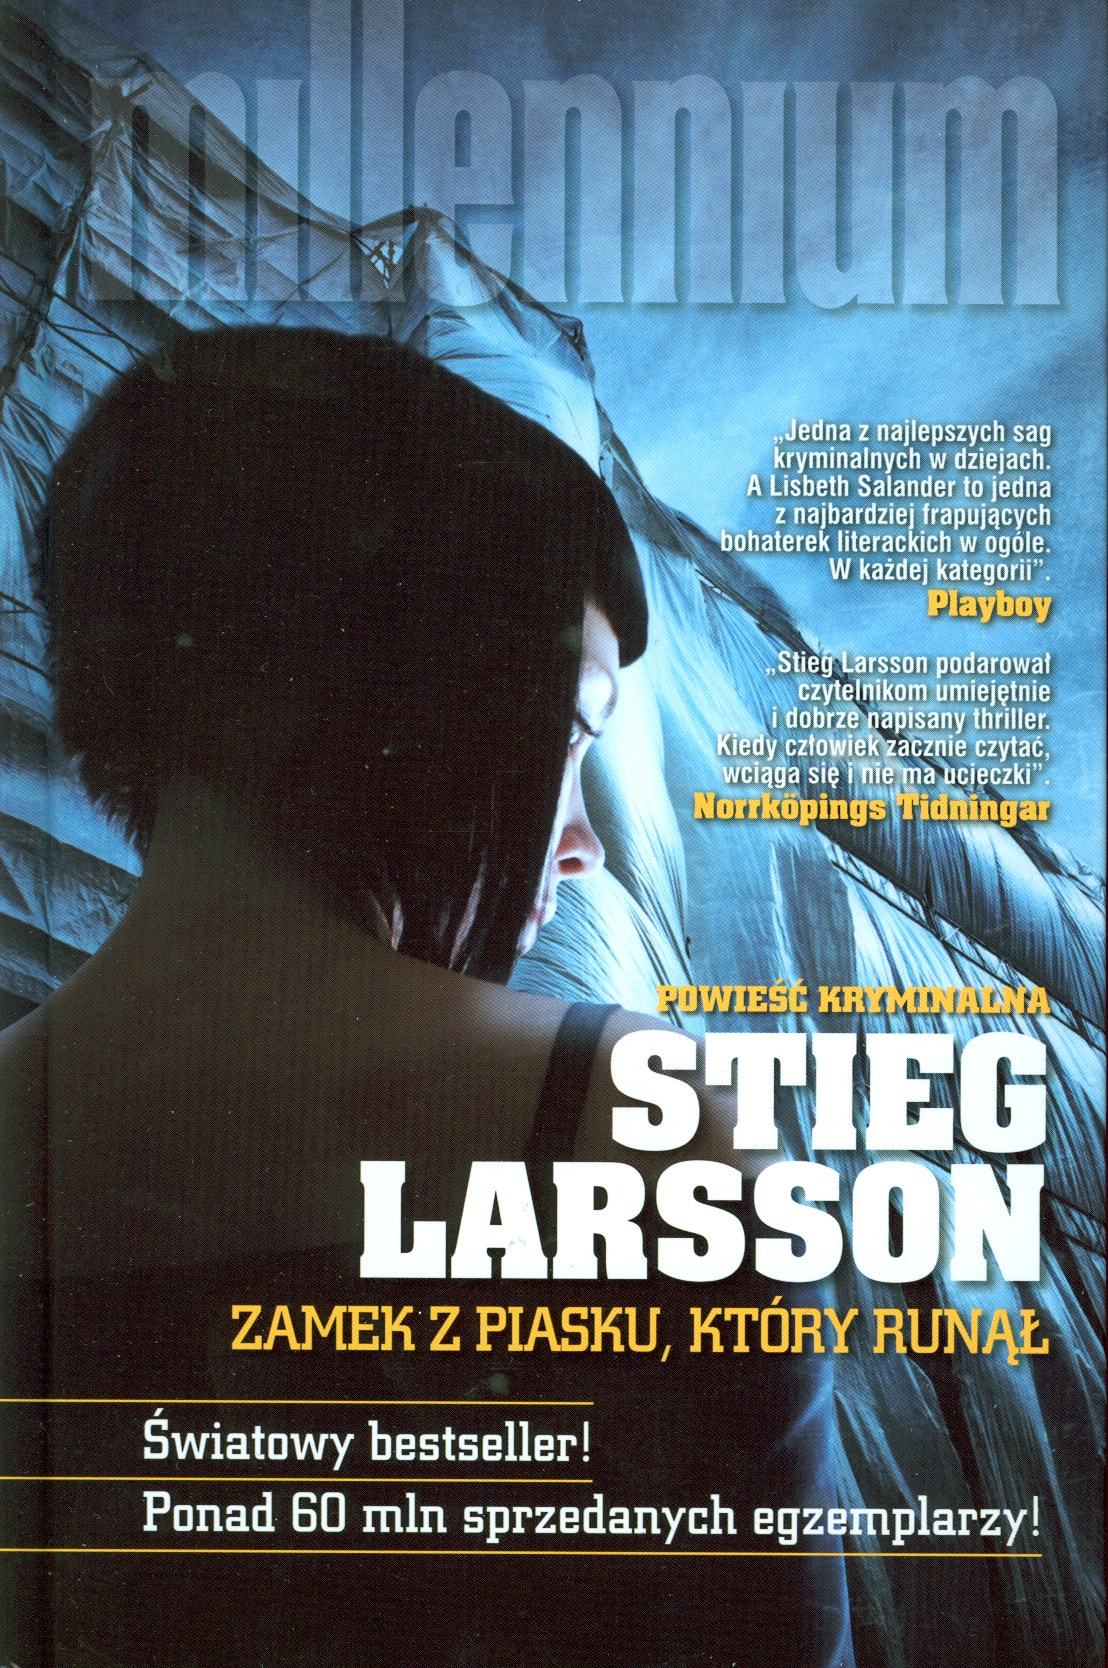 millennium
„Jedna z najlepszych sag
kryminalnych w dziejach.
A Lisbeth Salander to jedna
z najbardziej frapujących
bohaterek literackich w ogóle.
W każdej kategorii”.
Playboy
„Stieg Larsson podarował
czytelnikom umiejętnie
i dobrze napisany thriller.
Kiedy człowiek zacznie czytać,
wciąga się i nie ma ucieczki”.
Norrköpings Tidningar
POWIEŚĆ KRYMINALNA
STIEG
LARSSON
ZAMEK Z PIASKU, KTÓRY RUNĄŁ
Światowy bestseller!
Ponad 60 mln sprzedanych egzemplarzy!